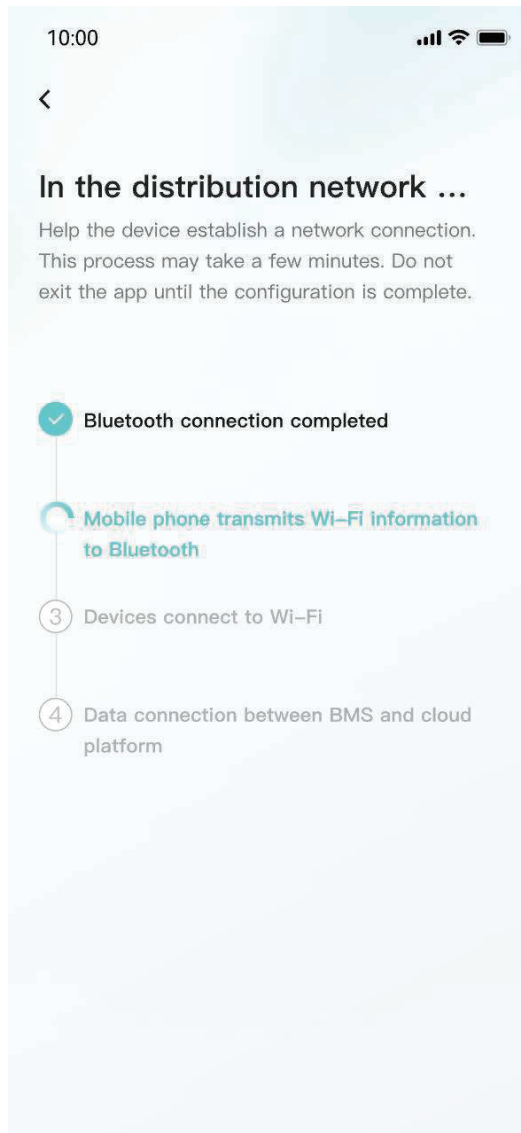 10:00
In the distribution network ...
Help the device establish a network connection.
This process may take a few minutes. Do not
exit the app until the configuration is complete.
Bluetooth connection completed
Mobile phone transmits Wi-Fi information
to Bluetooth
3 Devices connect to Wi-Fi
4 Data connection between BMS and cloud
platform